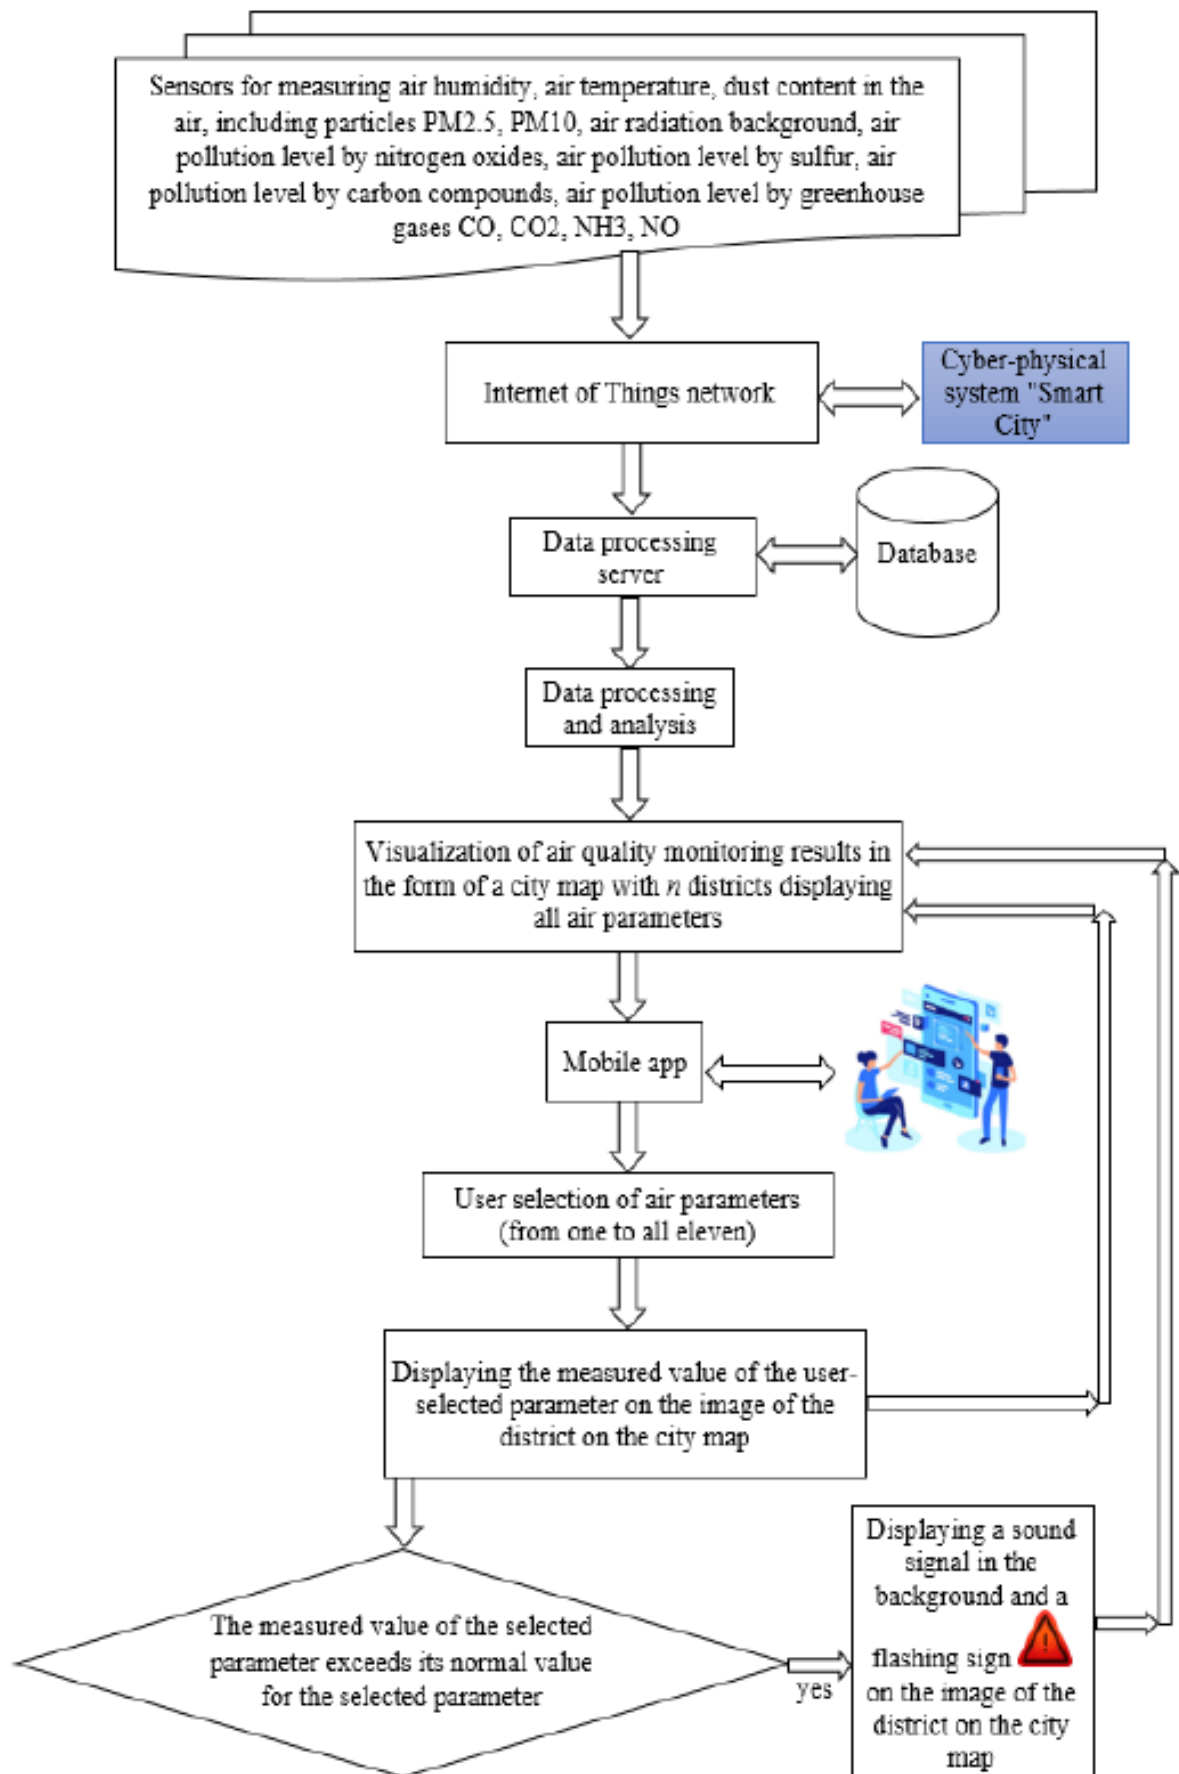 Sensors for measuring air humidity, air temperature, dust content in the
air, including particles PM2.5, PM10, air radiation background, air
pollution level by nitrogen oxides, air pollution level by sulfur, air
pollution level by carbon compounds, air pollution level by greenhouse
gases CO, CO2, NH3, NO
Internet of Things network
Cyber-physical
system "Smart
City"
Data processing
server
Database
Data processing
and analysis
Visualization of air quality monitoring results in
the form of a city map with n districts displaying
all air parameters
Mobile app
User selection of air parameters
(from one to all eleven)
Displaying the measured value of the user-
selected parameter on the image of the
district on the city map
The measured value of the selected
parameter exceeds its normal value
for the selected parameter
yes
Displaying a sound
signal in the
background and a
flashing sign
on the image of the
district on the city
map